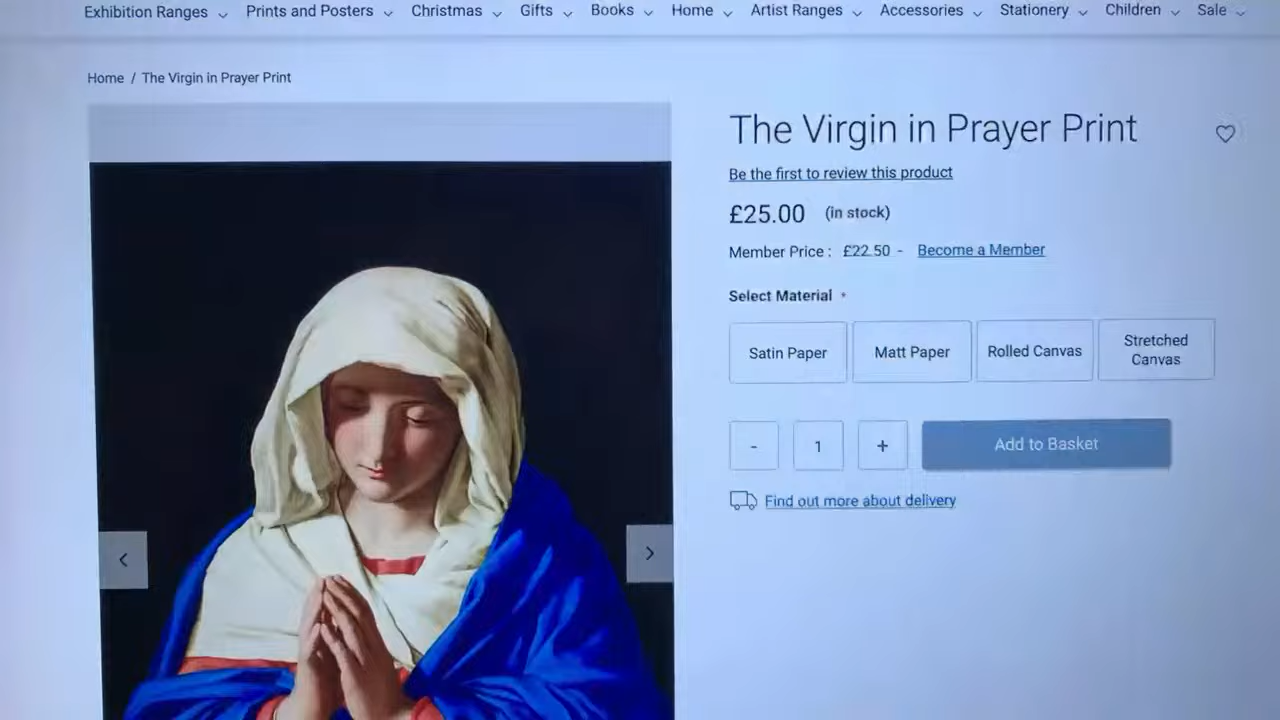 Exhibition Ranges Prints and Posters Christmas Gifts Books Home Artist Ranges Accessories Stationery Children Sale
Home / The Virgin in Prayer Print
The Virgin in Prayer Print
Be the first to review this product
£25.00 (in stock)
Member Price : £22.50 - Become a Member
Select Material *
Satin Paper Matt Paper Rolled Canvas Stretched Canvas
- 1 + Add to Basket
Find out more about delivery